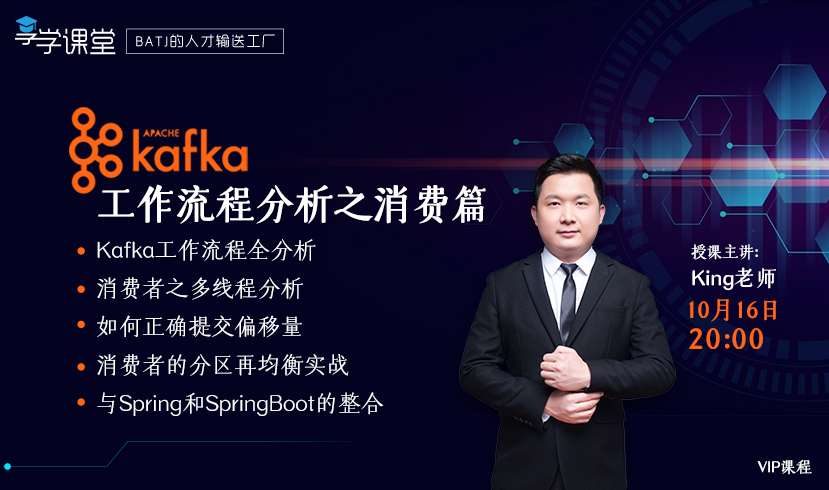 享学课堂
BATJ的人才输送工厂
APACHE
kafka
工作流程分析之消费篇
Kafka工作流程全分析
消费者之多线程分析
如何正确提交偏移量
消费者的分区再均衡实战
与Spring和SpringBoot的整合
授课主讲:
King老师
10月16日
20:00
VIP课程